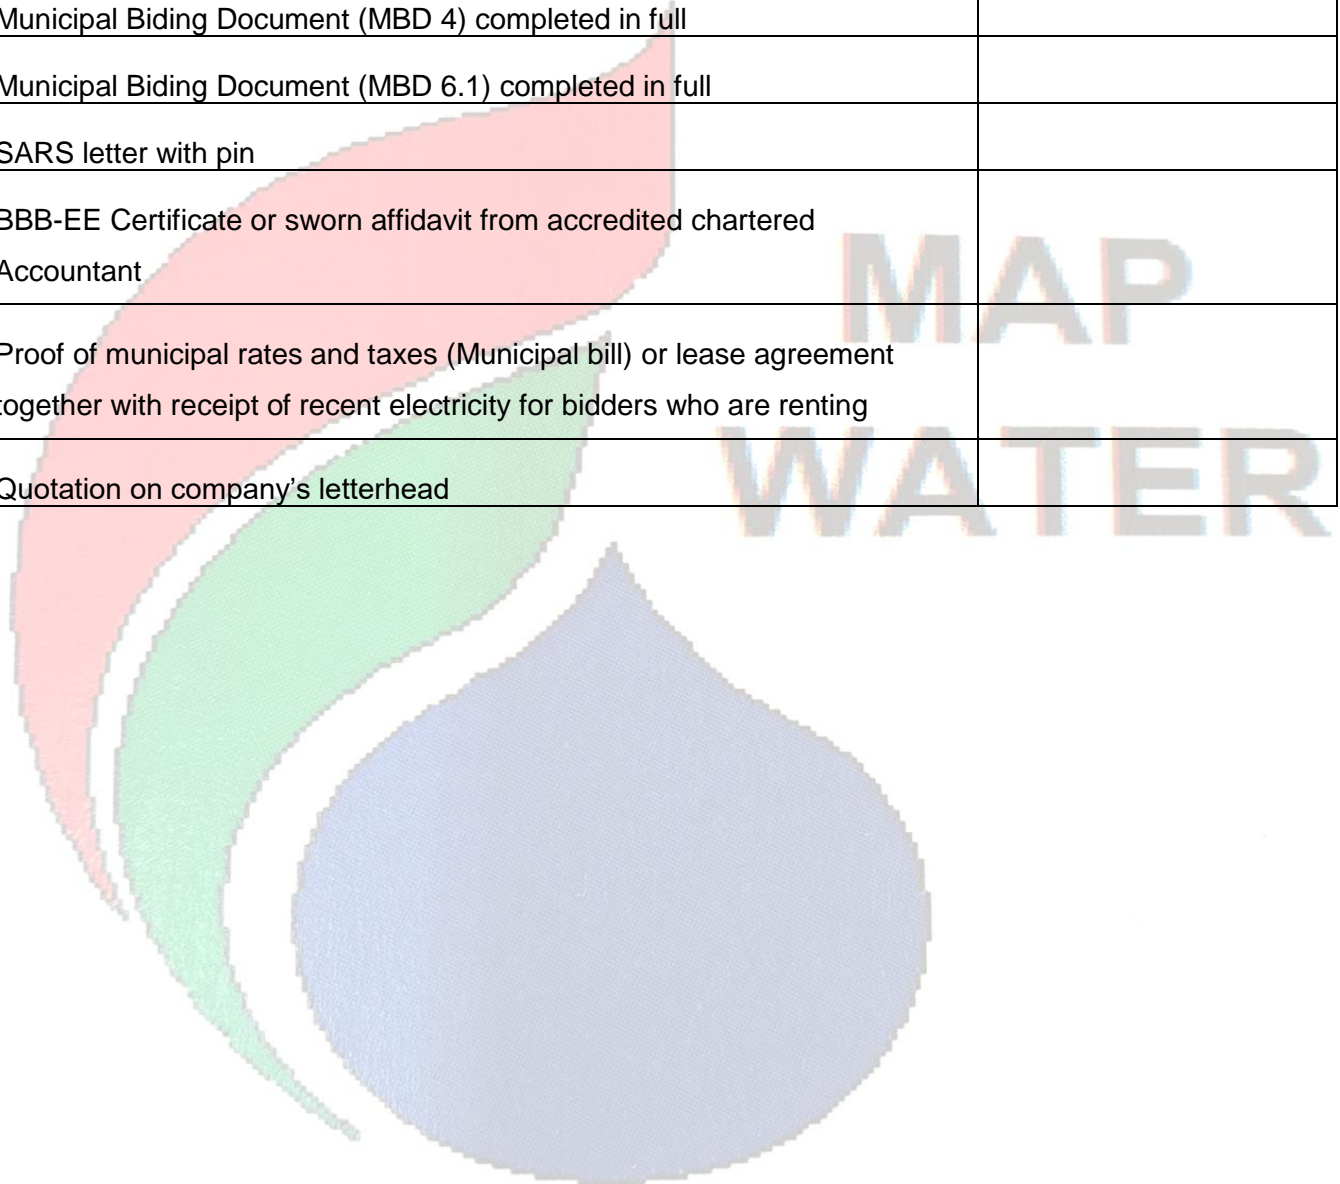 Municipal Biding Document (MBD 4) completed in full
Municipal Biding Document (MBD 6.1) completed in full
SARS letter with pin
BBB-EE Certificate or sworn affidavit from accredited chartered
Accountant
Proof of municipal rates and taxes (Municipal bill) or lease agreement
together with receipt of recent electricity for bidders who are renting
Quotation on company’s letterhead
MAP
WATER